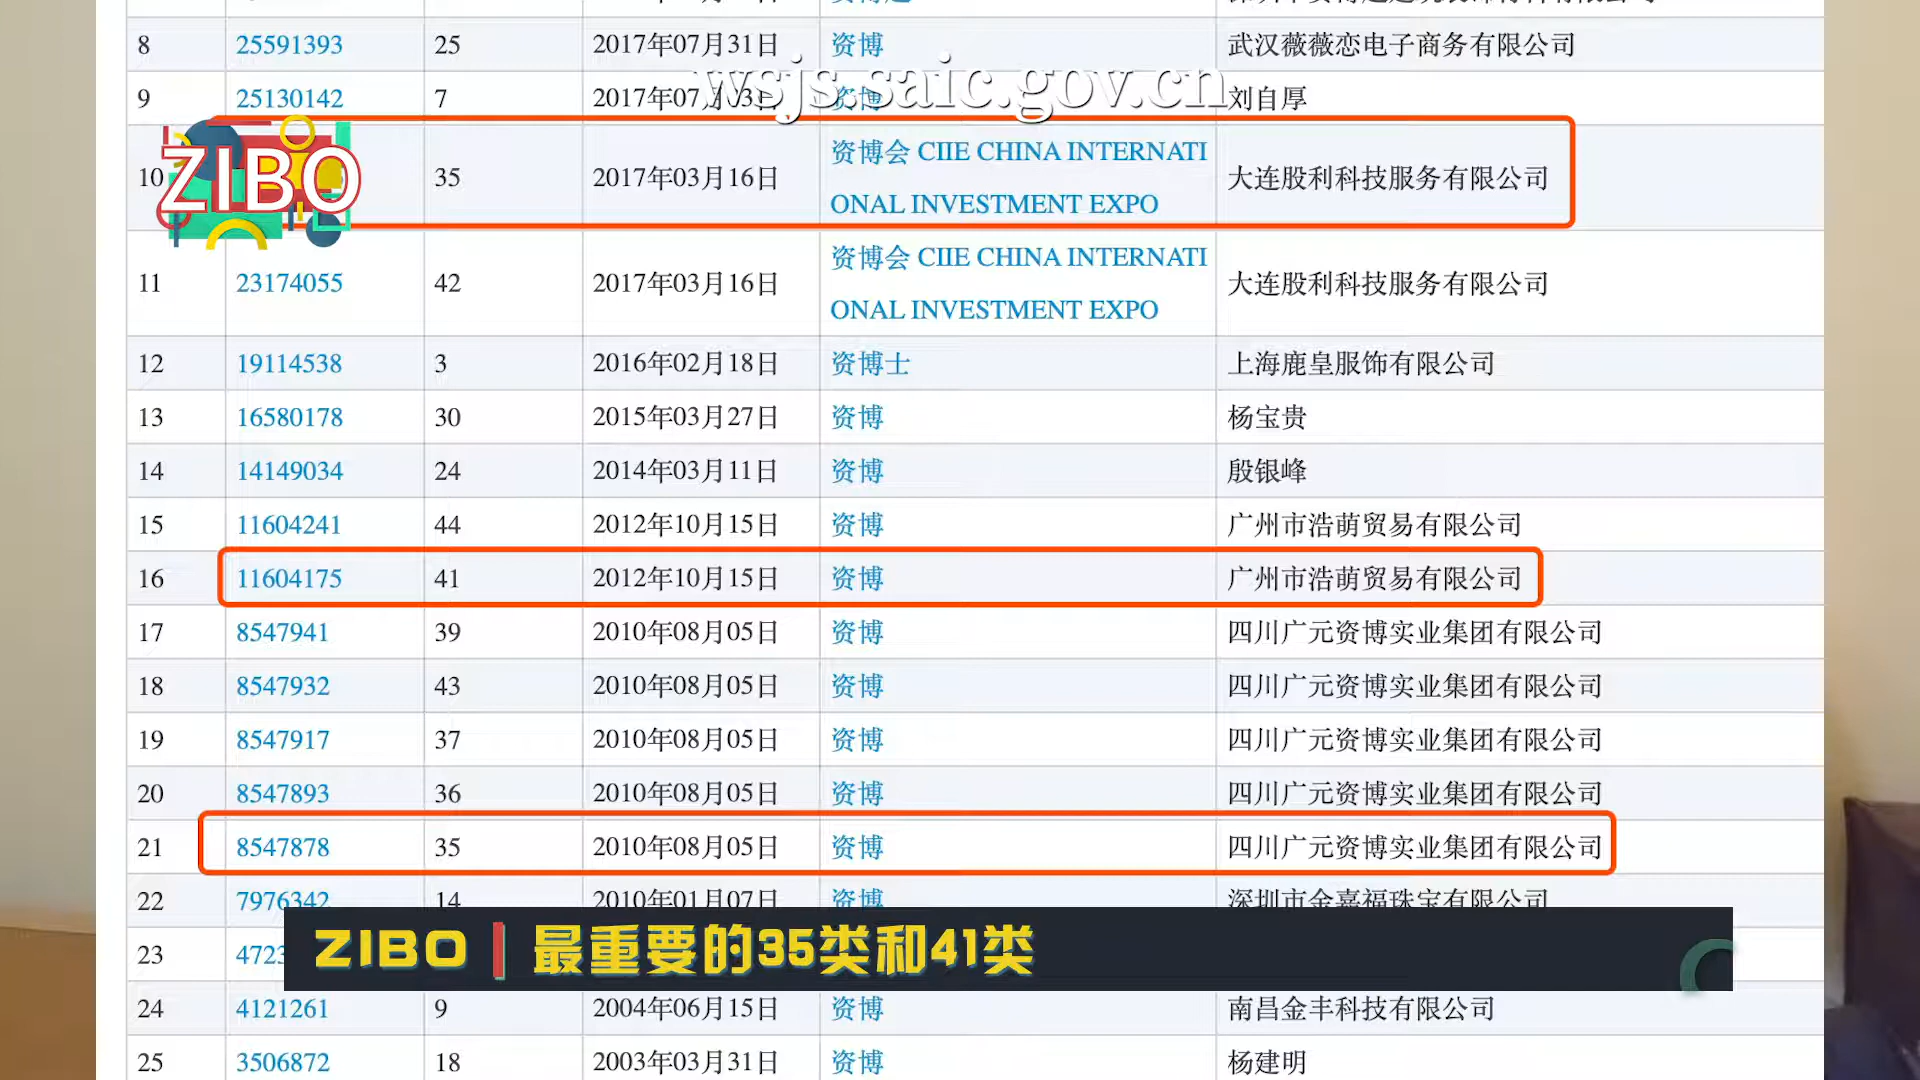 8 25591393 25 2017年07月31日 资博 武汉薇薇恋电子商务有限公司
wsjs.saic.gov.cn
9 25130142 7 资博 刘自厚
ZIBO
10 35 2017年03月16日 资博会 CIIE CHINA INTERNATI
ONAL INVESTMENT EXPO 大连股利科技服务有限公司
11 23174055 42 2017年03月16日 资博会 CIIE CHINA INTERNATI
ONAL INVESTMENT EXPO 大连股利科技服务有限公司
12 19114538 3 2016年02月18日 资博士 上海鹿皇服饰有限公司
13 16580178 30 2015年03月27日 资博 杨宝贵
14 14149034 24 2014年03月11日 资博 殷银峰
15 11604241 44 2012年10月15日 资博 广州市浩萌贸易有限公司
16 11604175 41 2012年10月15日 资博 广州市浩萌贸易有限公司
17 8547941 39 2010年08月05日 资博 四川广元资博实业集团有限公司
18 8547932 43 2010年08月05日 资博 四川广元资博实业集团有限公司
19 8547917 37 2010年08月05日 资博 四川广元资博实业集团有限公司
20 8547893 36 2010年08月05日 资博 四川广元资博实业集团有限公司
21 8547878 35 2010年08月05日 资博 四川广元资博实业集团有限公司
22 7976342 14 2010年01月07日 资博 深圳市金嘉福珠宝有限公司
23
ZIBO 最重要的35类和41类
24 4121261 9 2004年06月15日 资博 南昌金丰科技有限公司
25 3506872 18 2003年03月31日 资博 杨建明